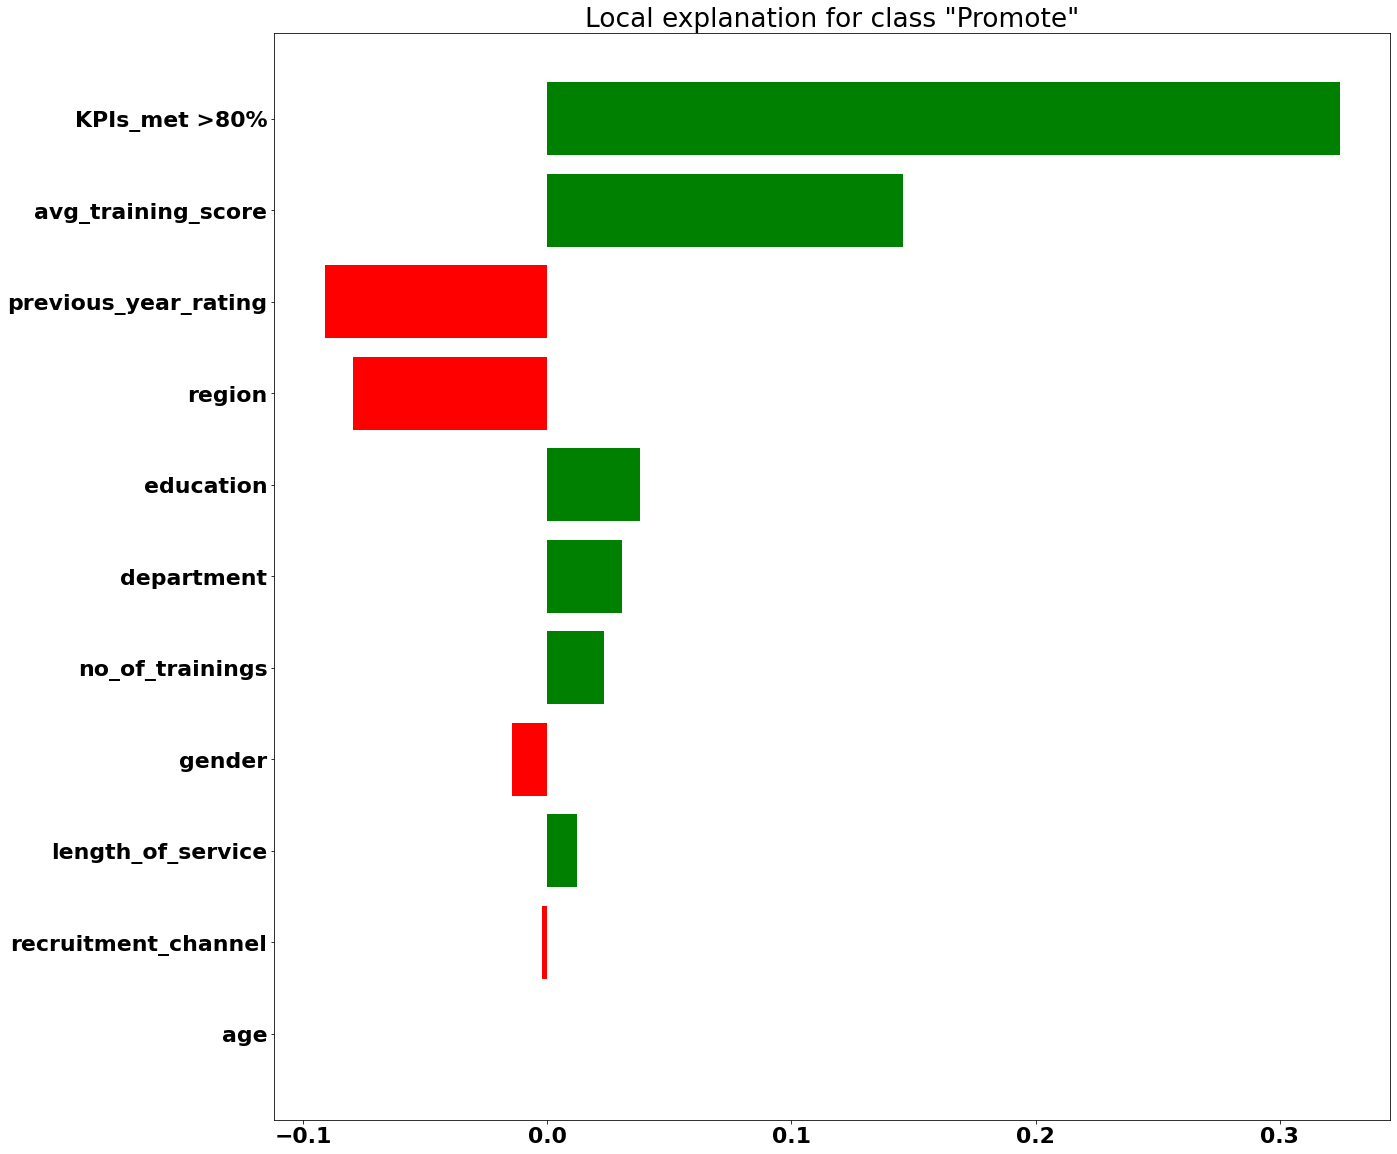 Local explanation for class "Promote"
KPIs_met >80%
avg_training_score
previous_year_rating
region
education
department
no_of_trainings
gender
length_of_service
recruitment_channel
age
−0.1 0.0 0.1 0.2 0.3